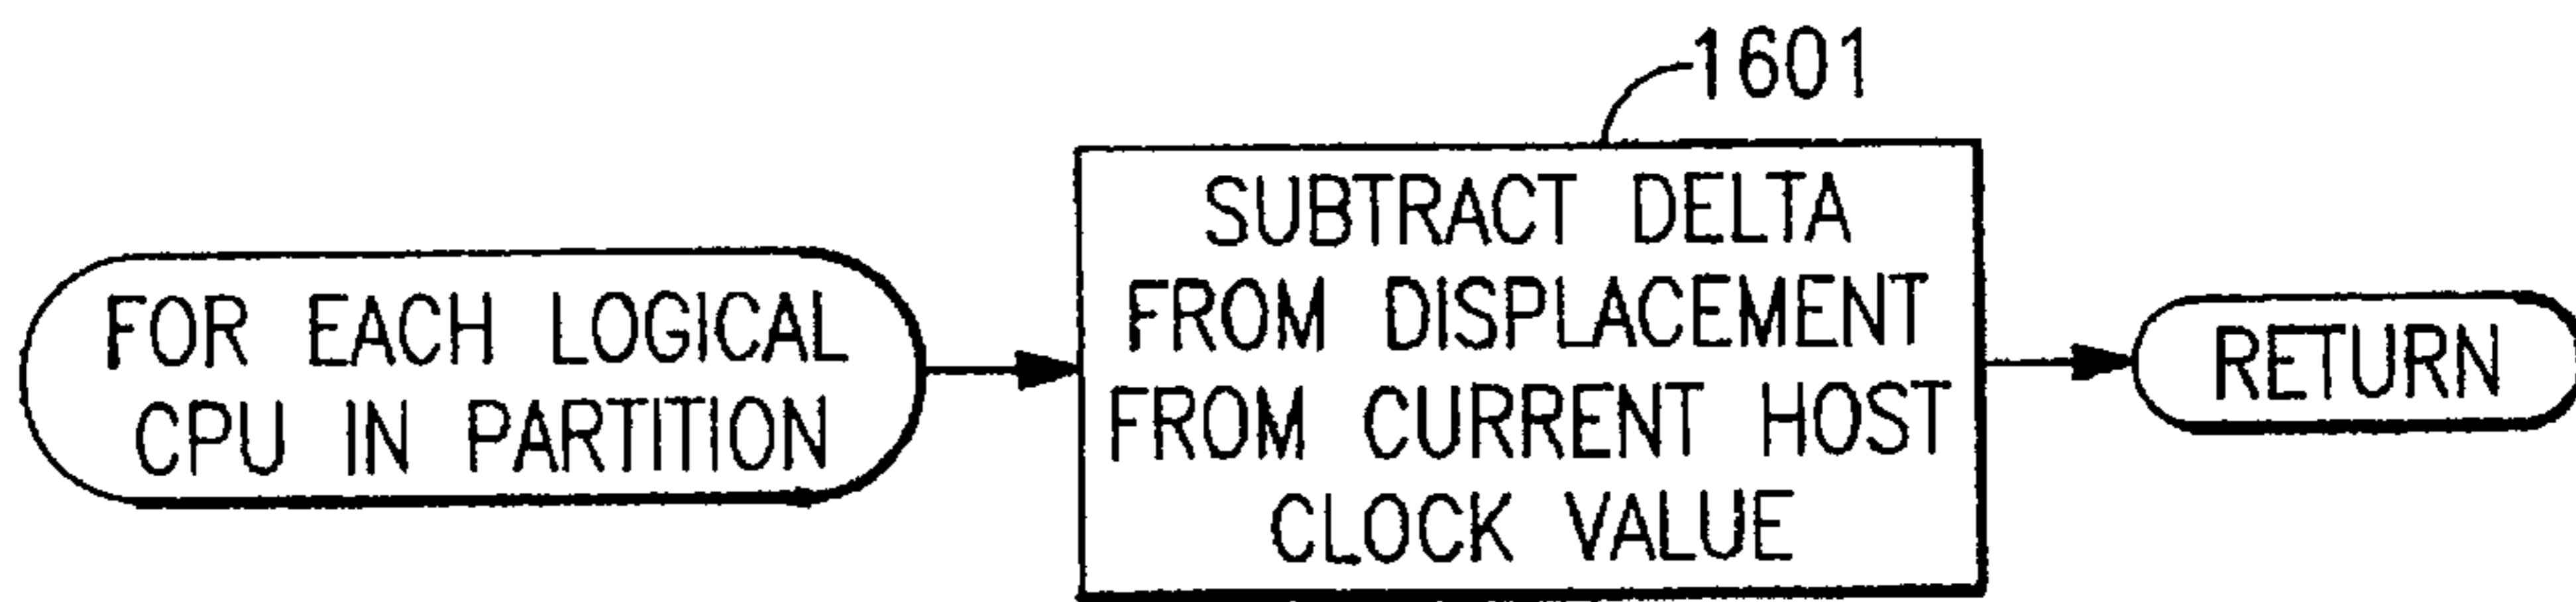 1601
FOR EACH LOGICAL
CPU IN PARTITION
SUBTRACT DELTA
FROM DISPLACEMENT
FROM CURRENT HOST
CLOCK VALUE
RETURN